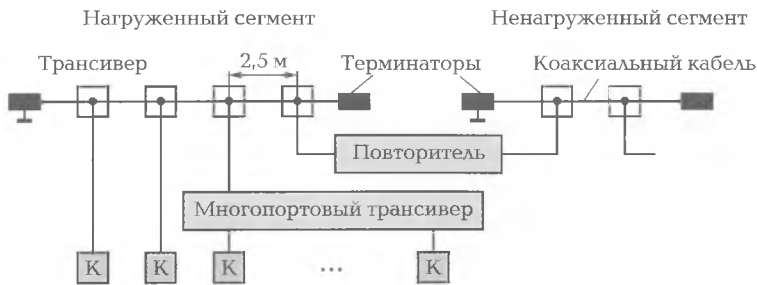 Нагруженный сегмент
Ненагруженный сегмент
Трансивер
2,5 м
Терминаторы
Коаксиальный кабель
Повторитель
Многопортовый трансивер
К
К
К
...
К